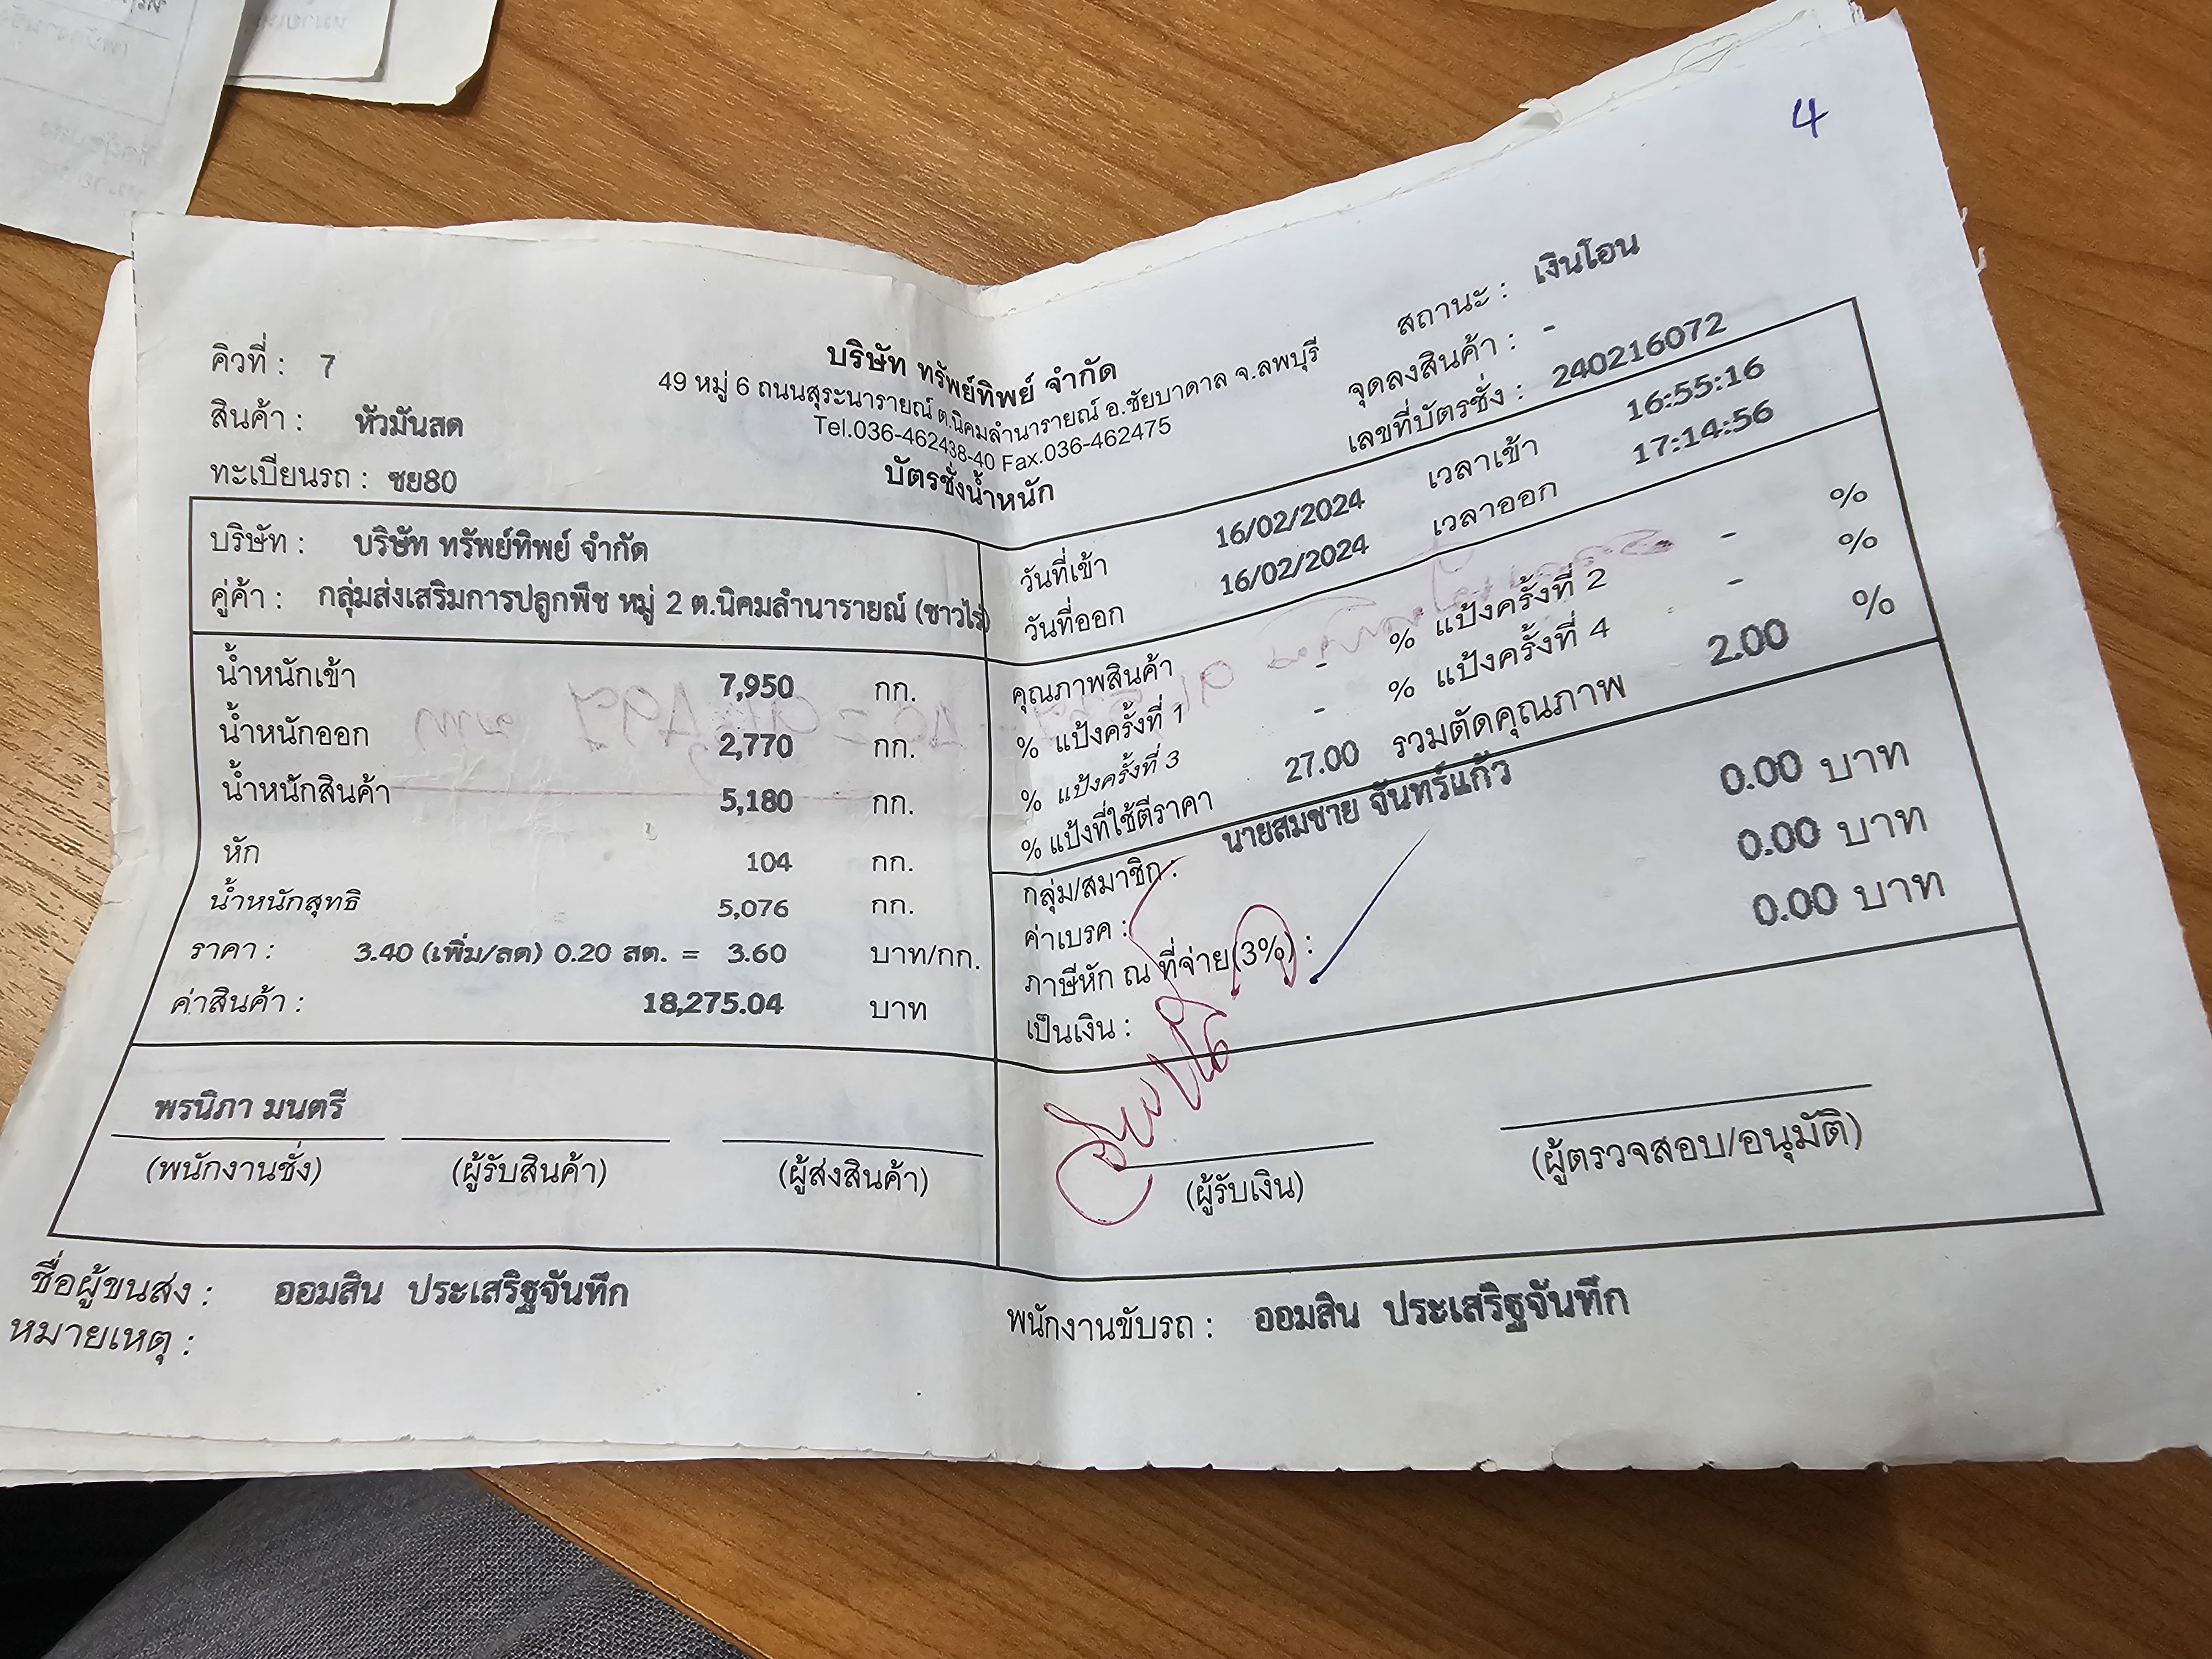 4
คิวที่ : 7
สินค้า : หัวมันสด
ทะเบียนรถ : ชย80
บริษัท ทรัพย์ทิพย์ จำกัด
49 หมู่ 6 ถนนสุระนารายณ์ ต.นิคมลำนารายณ์ อ.ชัยบาดาล จ.ลพบุรี
Tel.036-462438-40 Fax.036-462475
บัตรชั่งน้ำหนัก
สถานะ : เงินโอน
จุดลงสินค้า : -
เลขที่บัตรชั่ง : 240216072
บริษัท : บริษัท ทรัพย์ทิพย์ จำกัด
คู่ค้า : กลุ่มส่งเสริมการปลูกพืช หมู่ 2 ต.นิคมลำนารายณ์ (ชาวไร่)
วันที่เข้า 16/02/2024 เวลาเข้า 16:55:16
วันที่ออก 16/02/2024 เวลาออก 17:14:56
น้ำหนักเข้า 7,950 กก.
น้ำหนักออก 2,770 กก.
น้ำหนักสินค้า 5,180 กก.
หัก 104 กก.
น้ำหนักสุทธิ 5,076 กก.
ราคา : 3.40 (เพิ่ม/ลด) 0.20 สต. = 3.60 บาท/กก.
ค่าสินค้า : 18,275.04 บาท
คุณภาพสินค้า
% แป้งครั้งที่ 1 - % แป้งครั้งที่ 2 - %
% แป้งครั้งที่ 3 - % แป้งครั้งที่ 4 - %
% แป้งที่ใช้ตีราคา 27.00 รวมตัดคุณภาพ 2.00 %
กลุ่ม/สมาชิก : นายสมชาย จันทร์แก้ว
ค่าเบรค : 0.00 บาท
ภาษีหัก ณ ที่จ่าย(3%) : 0.00 บาท
เป็นเงิน : 0.00 บาท
พรนิภา มนตรี
(พนักงานชั่ง) (ผู้รับสินค้า) (ผู้ส่งสินค้า) (ผู้รับเงิน) (ผู้ตรวจสอบ/อนุมัติ)
ชื่อผู้ขนส่ง : ออมสิน ประเสริฐจันทึก
พนักงานขับรถ : ออมสิน ประเสริฐจันทึก
หมายเหตุ :